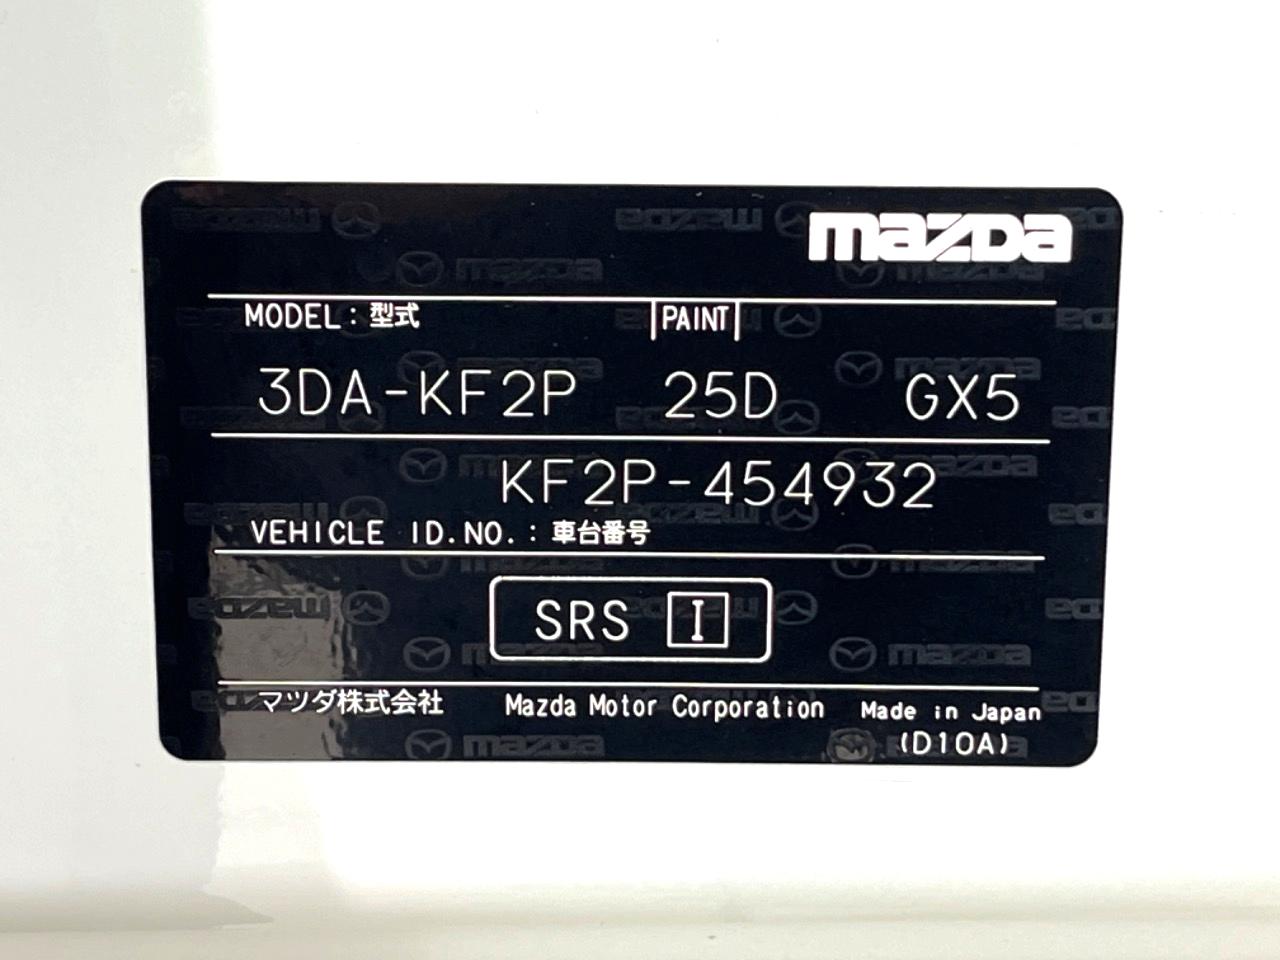 mazda
MODEL：型式 PAINT
3DA-KF2P 25D GX5
KF2P-454932
VEHICLE ID.NO.：車台番号
SRS I
マツダ株式会社 Mazda Motor Corporation Made in Japan
(D10A)